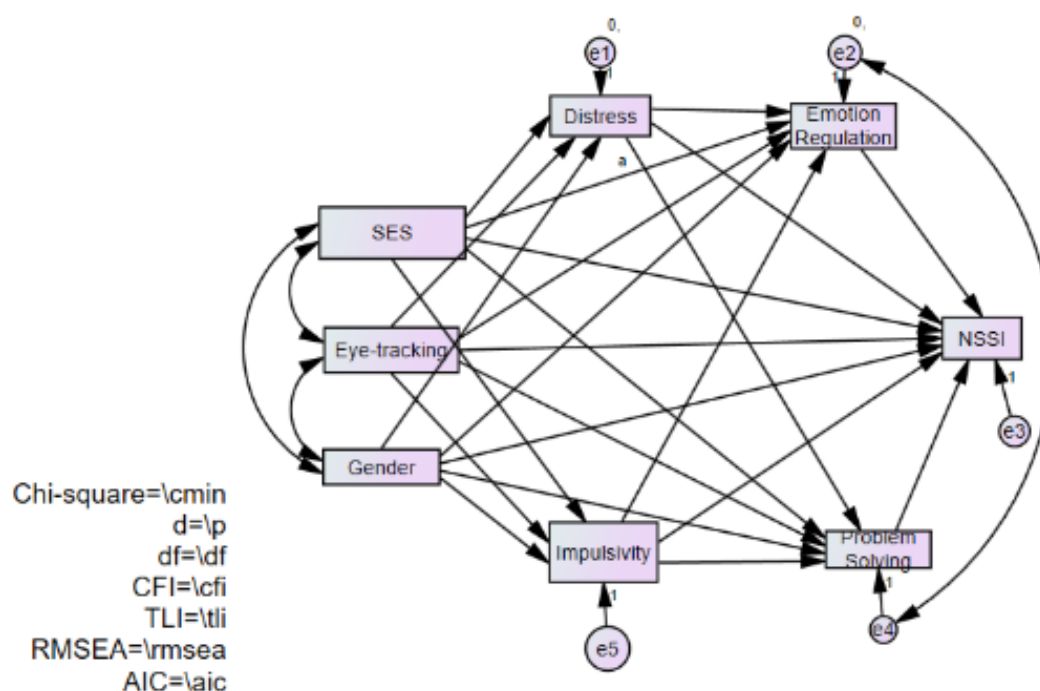 0,
e1
1
0,
e2
1
Distress
Emotion
Regulation
a
SES
Eye-tracking
NSSI
1
e3
Gender
Chi-square=\cmin
d=\p
df=\df
CFI=\cfi
TLI=\tli
RMSEA=\rmsea
AIC=\aic
Impulsivity
1
e5
Problem
Solving
1
e4